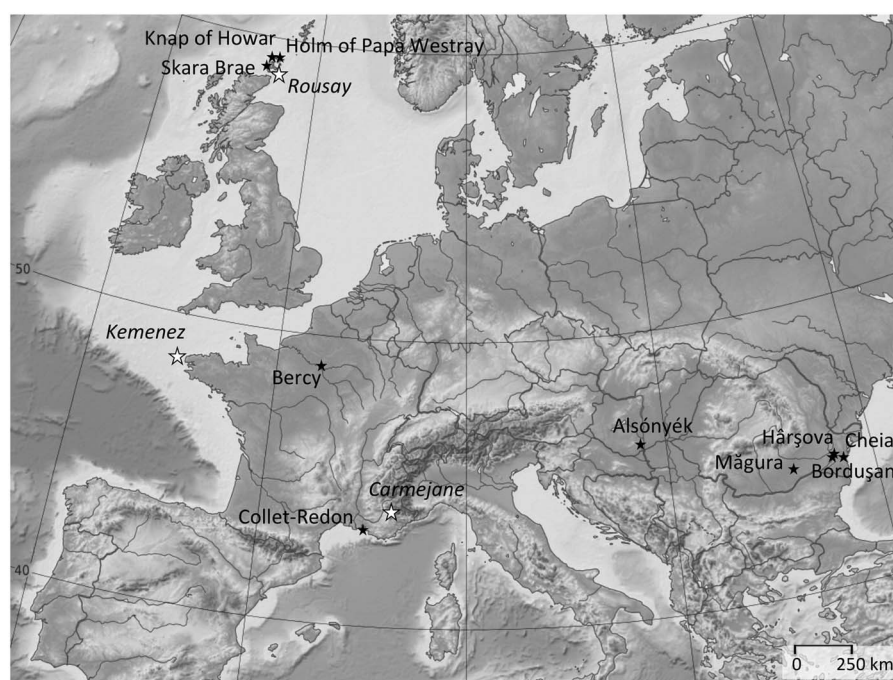 Knap of Howar
Holm of Papa Westray
Skara Brae
Rousay
50
Kemenez
Bercy
Alsónyék
Hârşova
Cheia
Măgura
Borduşan
Carmejane
Collet-Redon
40
0 250 km